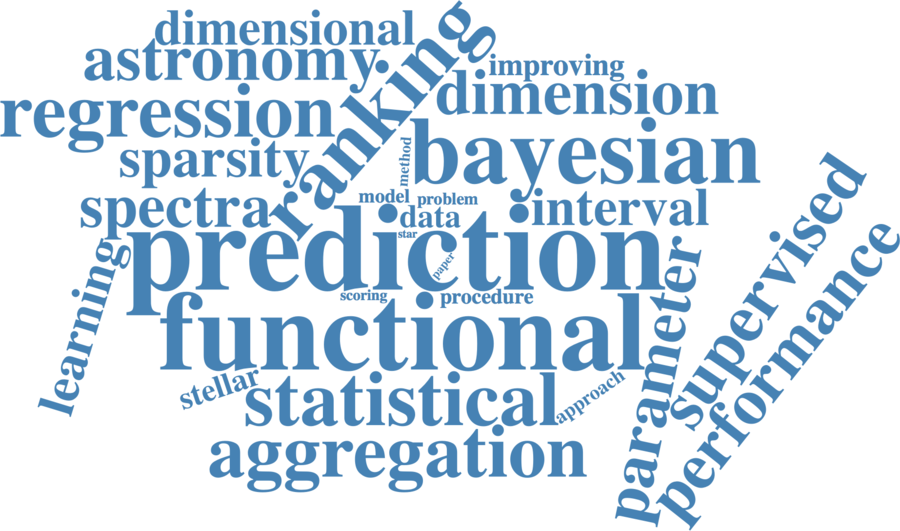 dimensional
astronomy
ranking
improving
dimension
regression
bayesian
sparsity
method
model
problem
spectra
data
interval
star
prediction
paper
supervised
learning
scoring
procedure
parameter
performance
functional
stellar
statistical
approach
aggregation